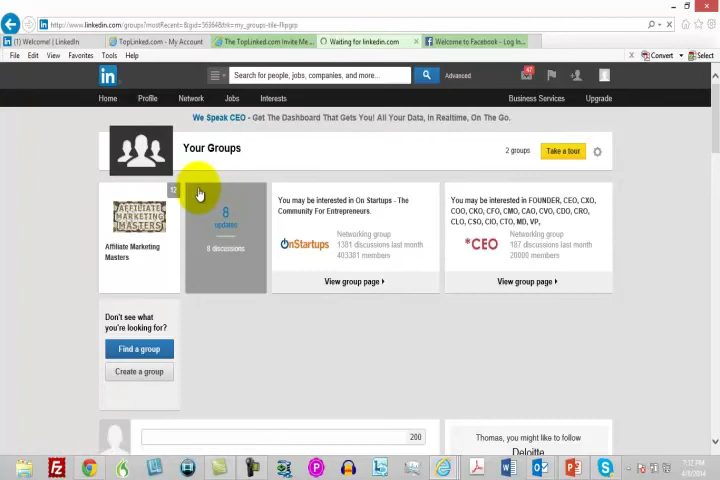 http://www.linkedin.com/groups?mostRecent=&gid=
Welcome! | LinkedIn
TopLinked.com - My Account
The TopLinked.com Invite Me ...
Waiting for linkedin.com
Welcome to Facebook - Log In...
File Edit View Favorites Tools Help
x Convert Select
in
Search for people, jobs, companies, and more...
Advanced
Home Profile Network Jobs Interests Business Services Upgrade
We Speak CEO - Get The Dashboard That Gets You! All Your Data, In Realtime, On The Go.
Your Groups
2 groups
Take a tour
12
AFFILIATE
MARKETING
MASTERS
Affiliate Marketing
Masters
8
updates
8 discussions
You may be interested in On Startups - The
Community For Entrepreneurs.
OnStartups
Networking group
1381 discussions last month
403381 members
View group page
You may be interested in FOUNDER, CEO, CXO,
COO, CKO, CFO, CMO, CAO, CVO, CDO, CRO,
CLO, CSO, CIO, CTO, MD, VP,
*CEO
Networking group
187 discussions last month
20000 members
View group page
Don't see what
you're looking for?
Find a group
Create a group
200
Thomas, you might like to follow
Deloitte
7:12 PM
4/8/2014